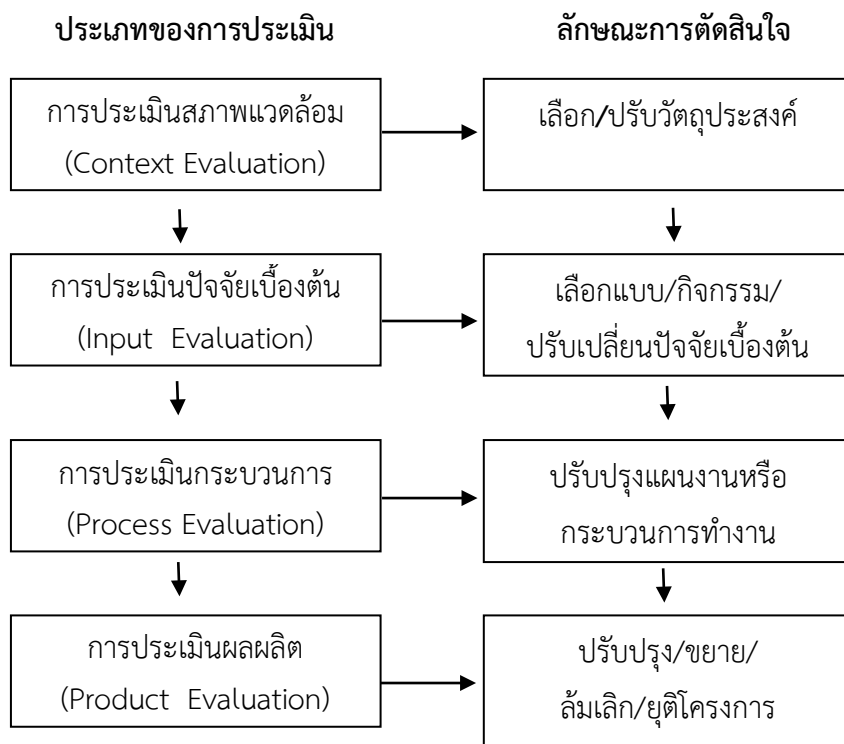 ประเภทของการประเมิน
ลักษณะการตัดสินใจ
การประเมินสภาพแวดล้อม
(Context Evaluation)
เลือก/ปรับวัตถุประสงค์
การประเมินปัจจัยเบื้องต้น
(Input Evaluation)
เลือกแบบ/กิจกรรม/
ปรับเปลี่ยนปัจจัยเบื้องต้น
การประเมินกระบวนการ
(Process Evaluation)
ปรับปรุงแผนงานหรือ
กระบวนการทำงาน
การประเมินผลผลิต
(Product Evaluation)
ปรับปรุง/ขยาย/
ล้มเลิก/ยุติโครงการ